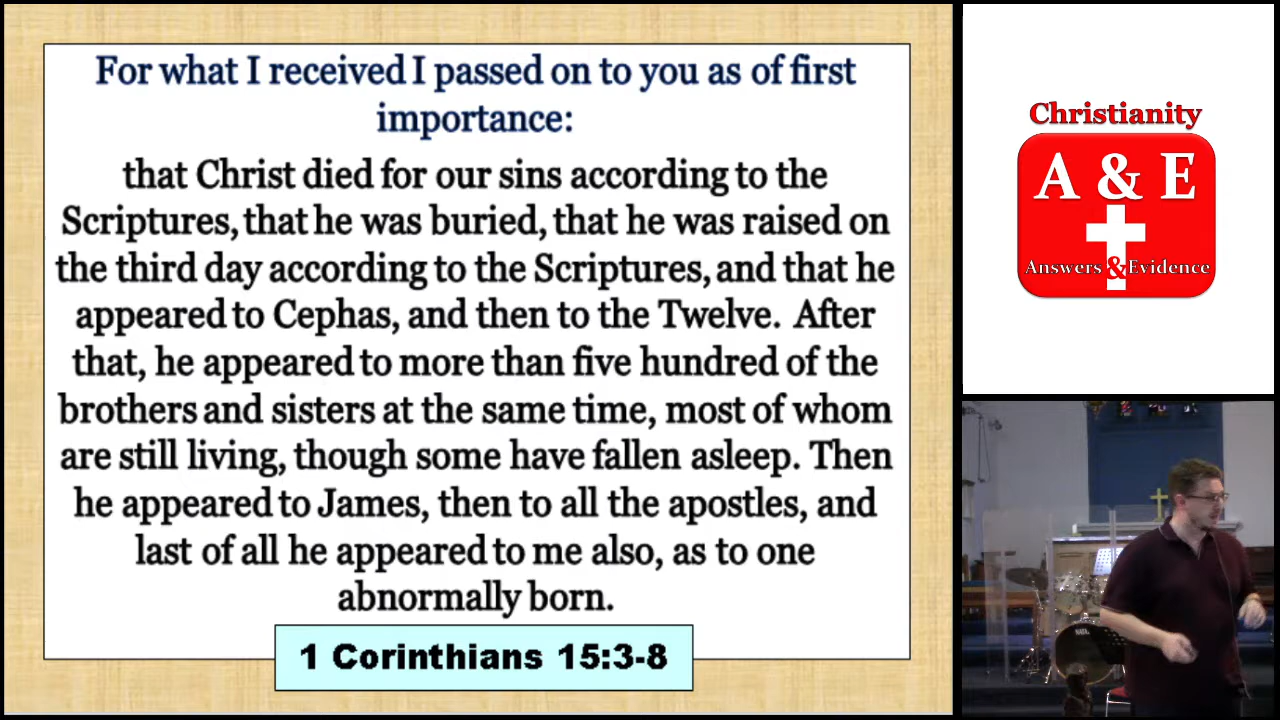 For what I received I passed on to you as of first
importance:
that Christ died for our sins according to the
Scriptures, that he was buried, that he was raised on
the third day according to the Scriptures, and that he
appeared to Cephas, and then to the Twelve. After
that, he appeared to more than five hundred of the
brothers and sisters at the same time, most of whom
are still living, though some have fallen asleep. Then
he appeared to James, then to all the apostles, and
last of all he appeared to me also, as to one
abnormally born.
1 Corinthians 15:3-8
Christianity
A & E
Answers & Evidence